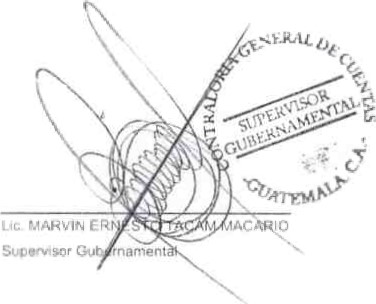 CONTRALORIA GENERAL DE CUENTAS
SUPERVISOR
GUBERNAMENTAL
GUATEMALA, C.A.
Lic. MARVIN ERNESTO TACAM MACARIO
Supervisor Gubernamental